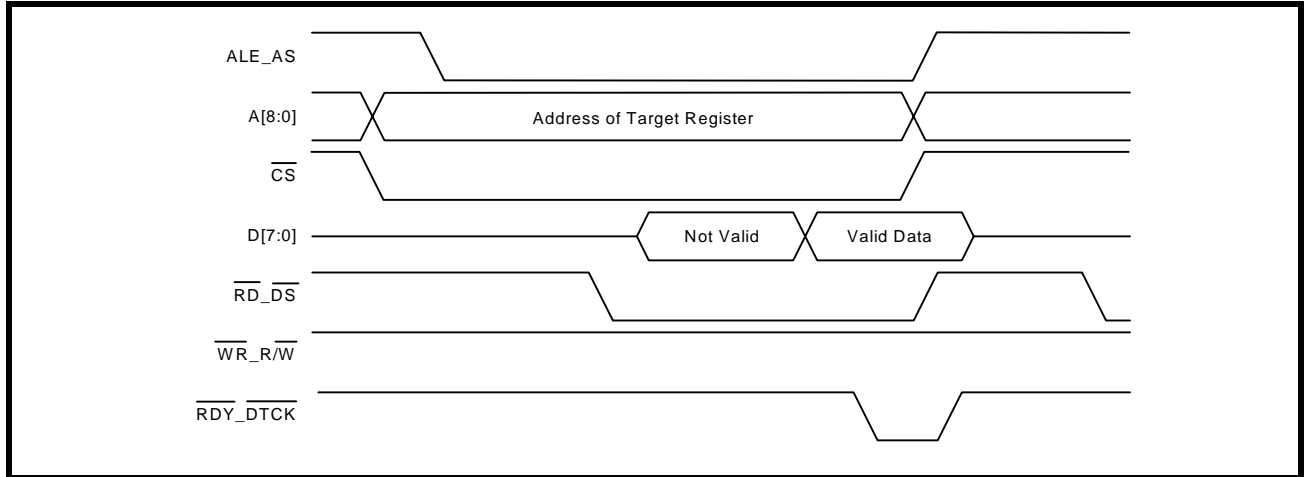 ALE_AS
A[8:0]
Address of Target Register
CS
D[7:0]
Not Valid
Valid Data
RD_DS
WR_R/W
RDY_DTCK